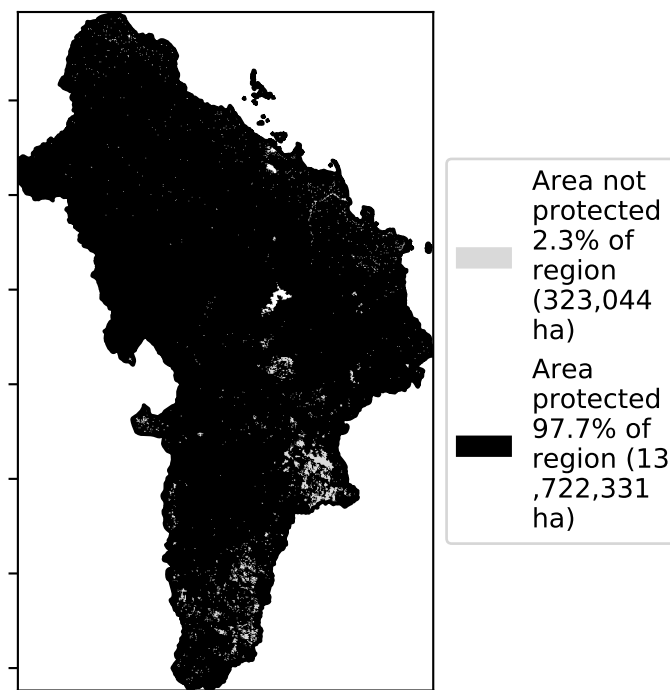 Area not
protected
2.3% of
region
(323,044
ha)
Area
protected
97.7% of
region (13
,722,331
ha)